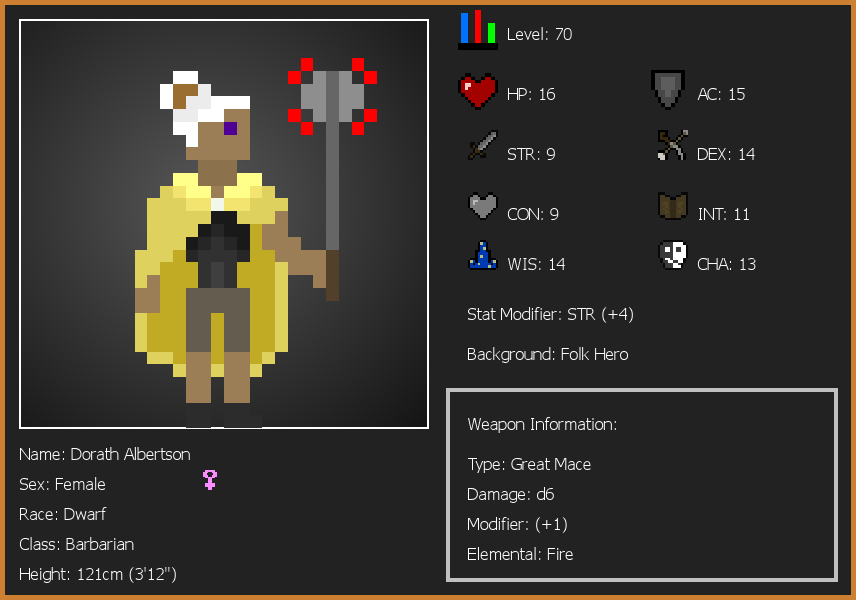 Level: 70
HP: 16
AC: 15
STR: 9
DEX: 14
CON: 9
INT: 11
WIS: 14
CHA: 13
Stat Modifier: STR (+4)
Background: Folk Hero
Weapon Information:
Type: Great Mace
Damage: d6
Modifier: (+1)
Elemental: Fire
Name: Dorath Albertson
Sex: Female
Race: Dwarf
Class: Barbarian
Height: 121cm (3'12")